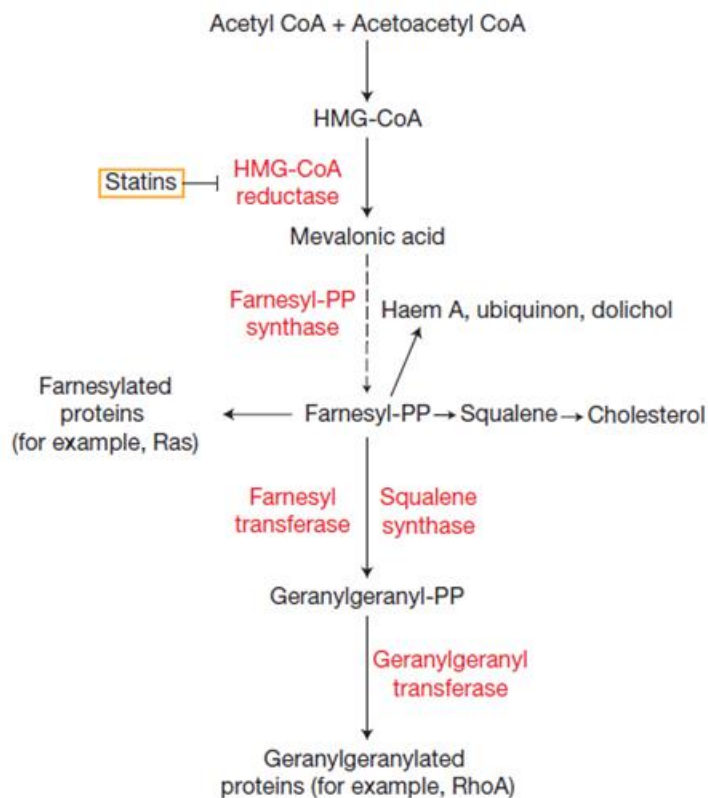 Acetyl CoA + Acetoacetyl CoA
HMG-CoA
Statins
HMG-CoA
reductase
Mevalonic acid
Farnesyl-PP
synthase
Haem A, ubiquinon, dolichol
Farnesylated
proteins
(for example, Ras)
Farnesyl-PP
Squalene
Cholesterol
Farnesyl
transferase
Squalene
synthase
Geranylgeranyl-PP
Geranylgeranyl
transferase
Geranylgeranylated
proteins (for example, RhoA)